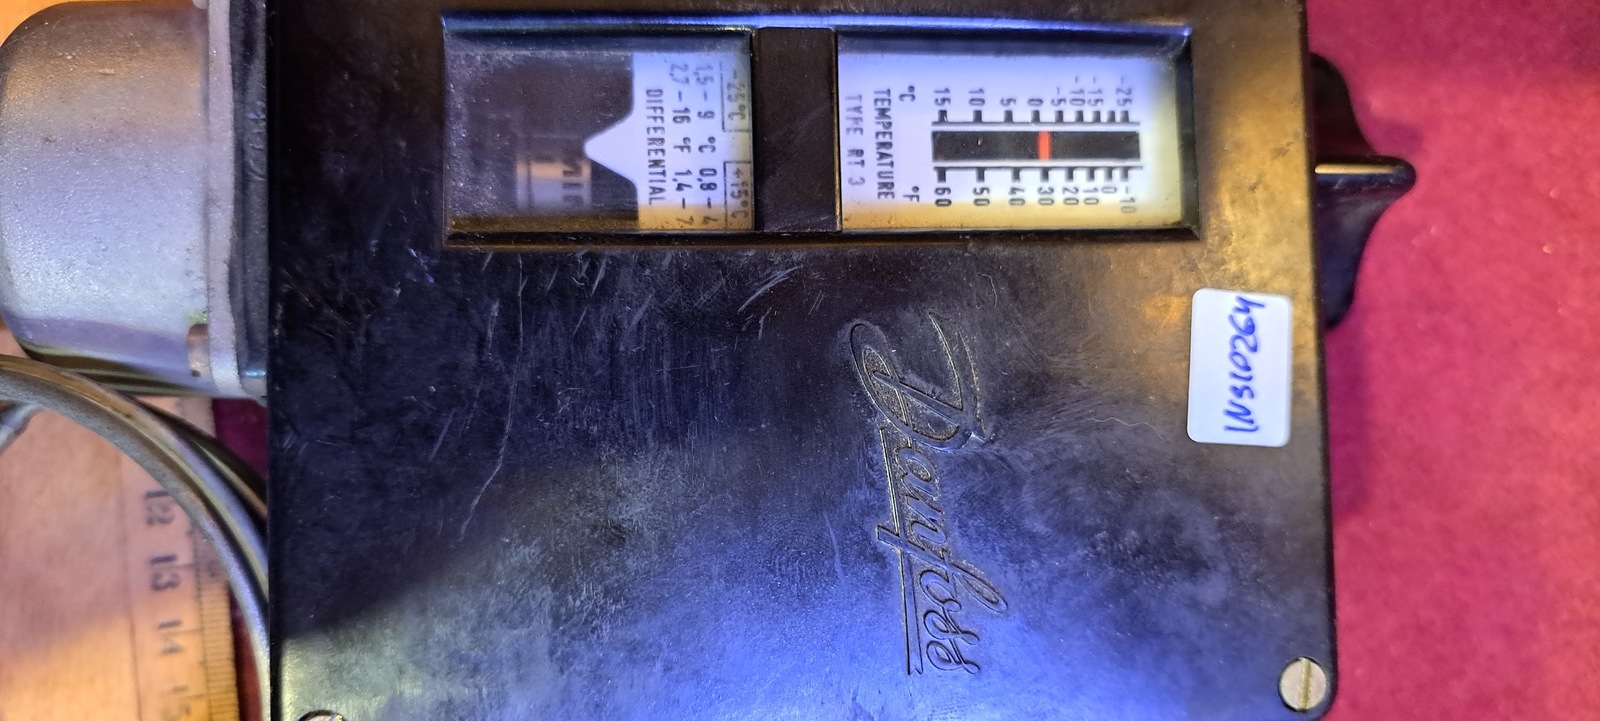 -25 -10
-15 0
-10 10
-5 20
0 30
5 40
10 50
15 60
°C °F
TEMPERATURE
TYPE RT 3
-25°C +15°C
1,5 – 9 °C 0,8 – 4
2,7 – 16 °F 1,4 – 7
DIFFERENTIAL
Danfoss
12 13 14 15